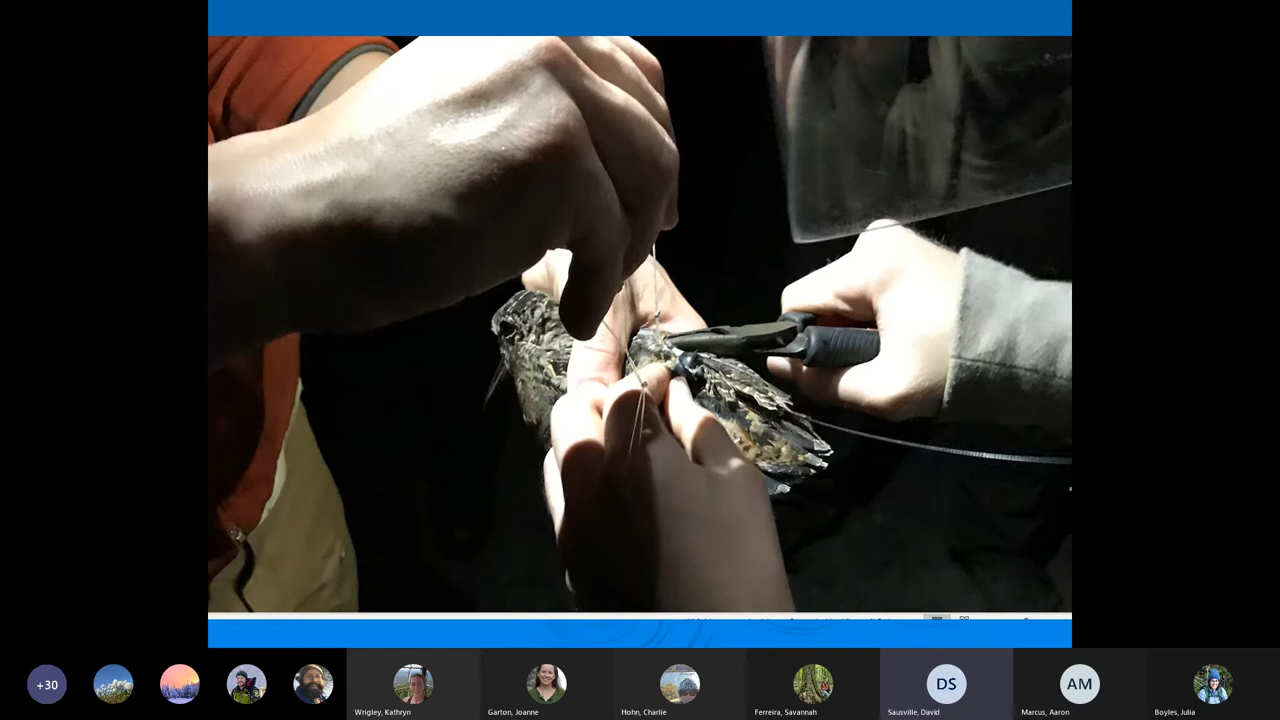 +30
Wrigley, Kathryn
Garton, Joanne
Hohn, Charlie
Ferreira, Savannah
DS
Sausville, David
AM
Marcus, Aaron
Boyles, Julia